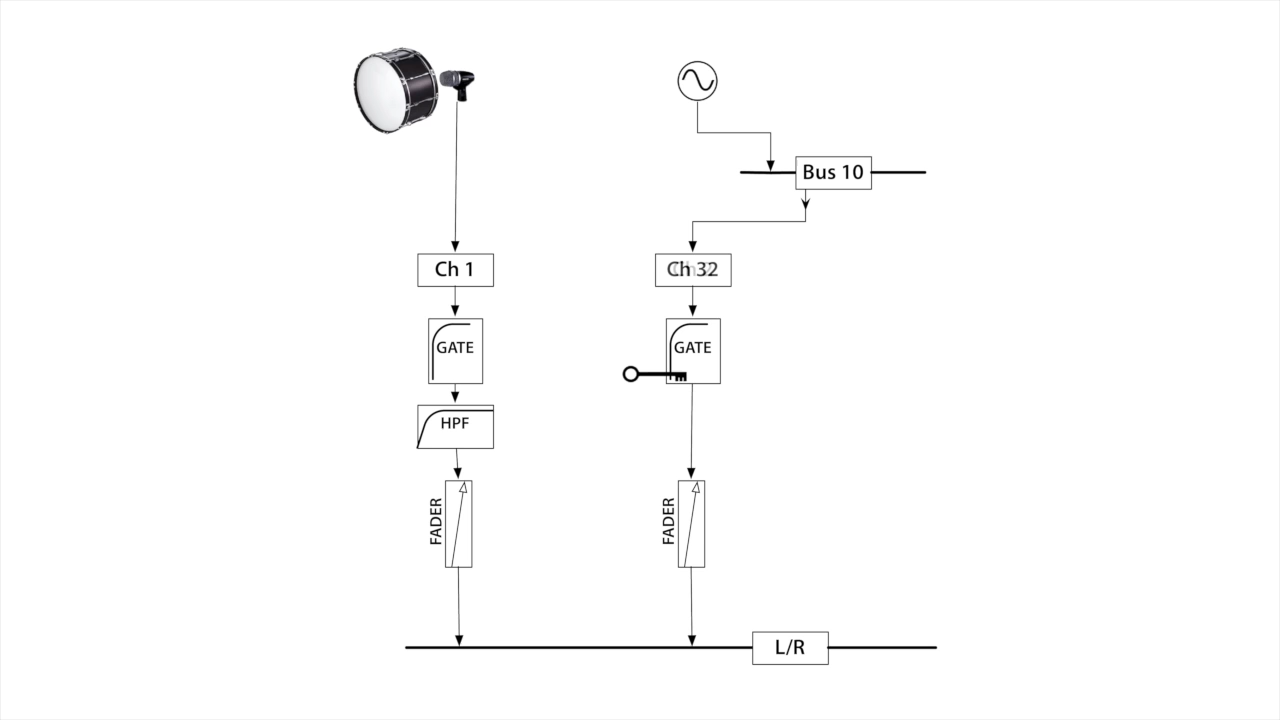 Bus 10
Ch 1
Ch 32
GATE
GATE
HPF
FADER
FADER
L/R